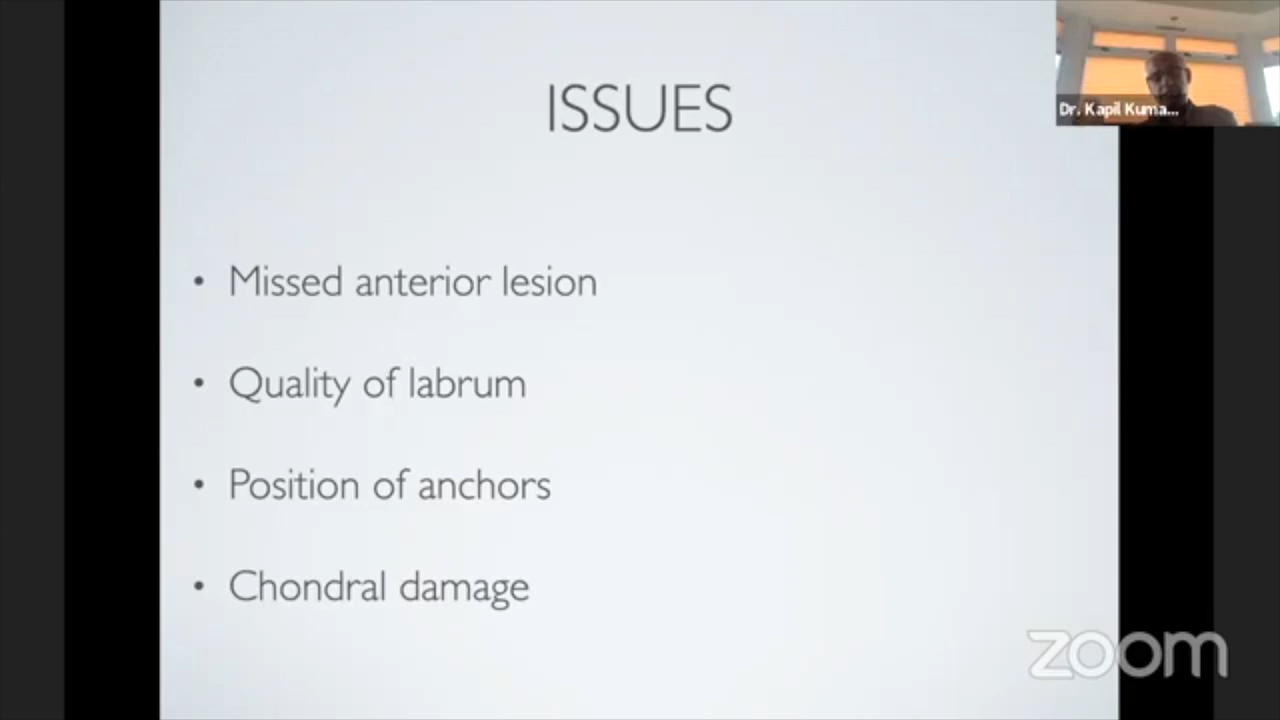 ISSUES
Dr. Kapil Kuma...
• Missed anterior lesion
• Quality of labrum
• Position of anchors
• Chondral damage
zoom